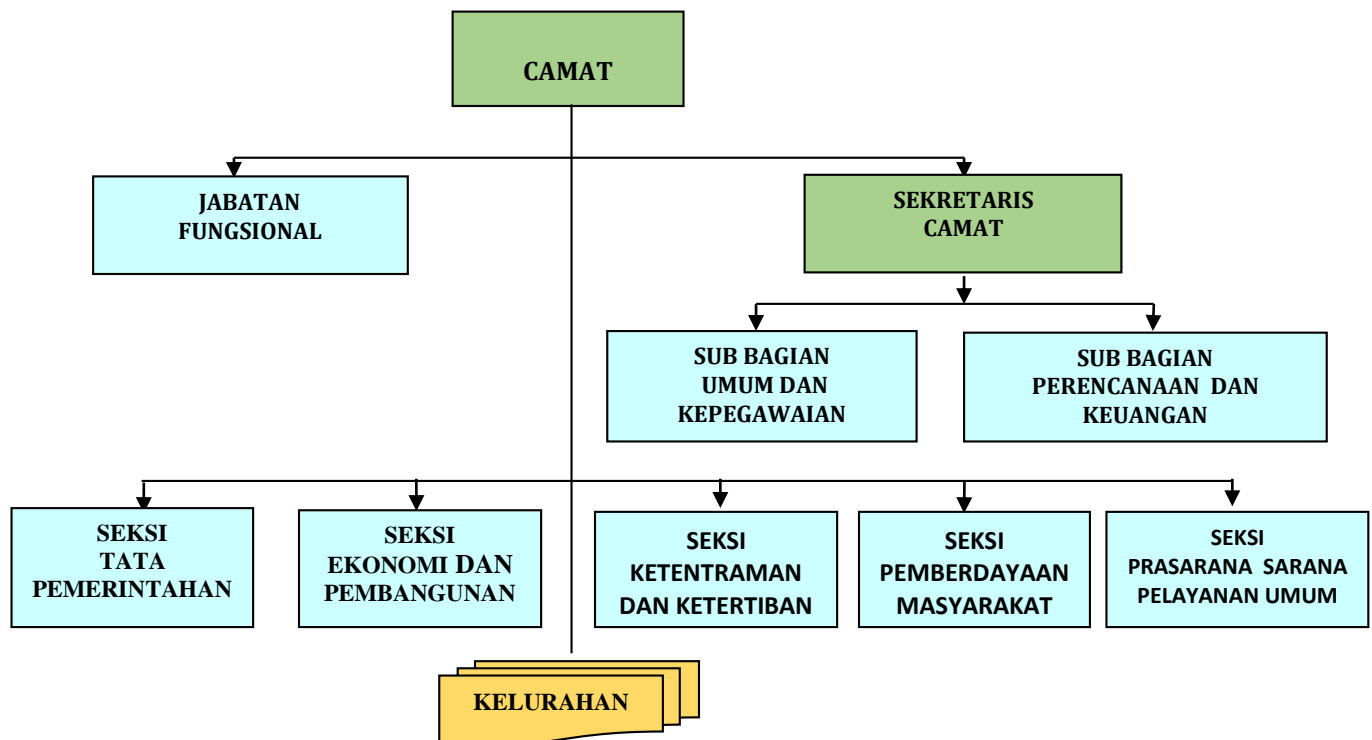 CAMAT
JABATAN
FUNGSIONAL
SEKRETARIS
CAMAT
SUB BAGIAN
UMUM DAN
KEPEGAWAIAN
SUB BAGIAN
PERENCANAAN DAN
KEUANGAN
SEKSI
TATA
PEMERINTAHAN
SEKSI
EKONOMI DAN
PEMBANGUNAN
SEKSI
KETENTRAMAN
DAN KETERTIBAN
SEKSI
PEMBERDAYAAN
MASYARAKAT
SEKSI
PRASARANA SARANA
PELAYANAN UMUM
KELURAHAN